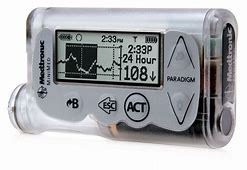 Medtronic
MINIMED
2:33PM
2:33P
24 Hour
108
PARADIGM
B
ESC
ACT